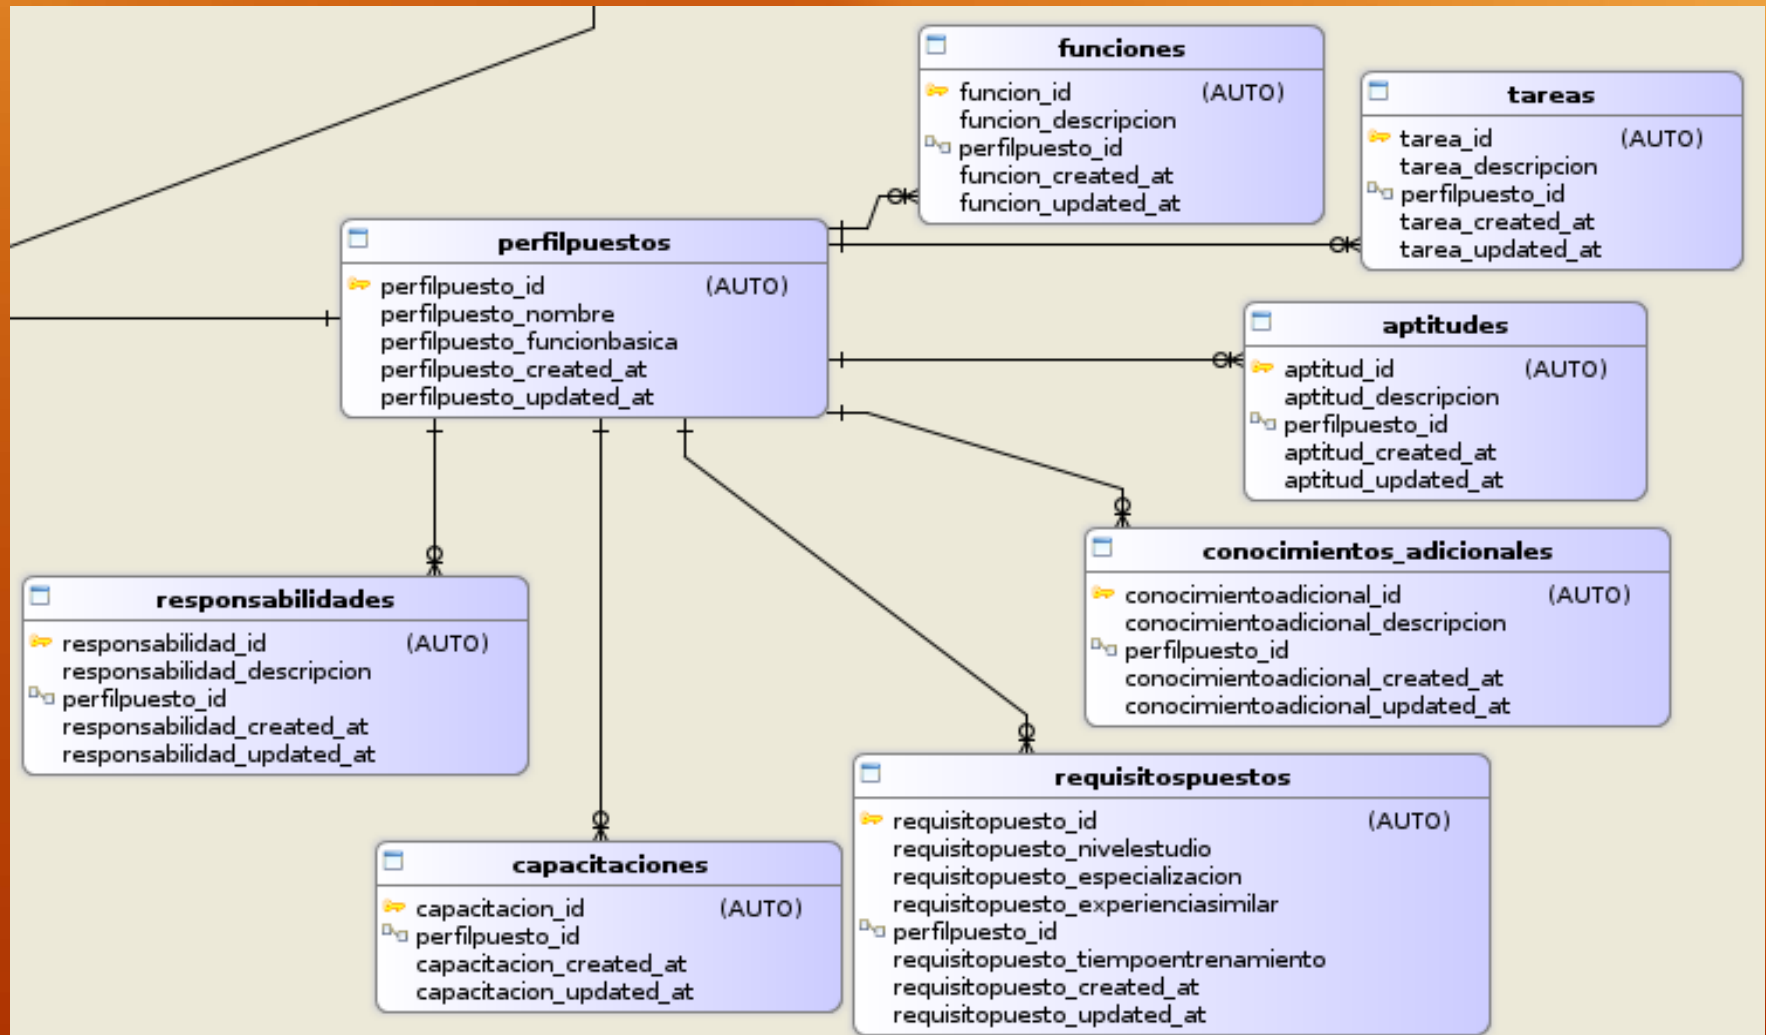 funciones
funcion_id (AUTO)
funcion_descripcion
perfilpuesto_id
funcion_created_at
funcion_updated_at
tareas
tarea_id (AUTO)
tarea_descripcion
perfilpuesto_id
tarea_created_at
tarea_updated_at
perfilpuestos
perfilpuesto_id (AUTO)
perfilpuesto_nombre
perfilpuesto_funcionbasica
perfilpuesto_created_at
perfilpuesto_updated_at
aptitudes
aptitud_id (AUTO)
aptitud_descripcion
perfilpuesto_id
aptitud_created_at
aptitud_updated_at
conocimientos_adicionales
conocimientoadicional_id (AUTO)
conocimientoadicional_descripcion
perfilpuesto_id
conocimientoadicional_created_at
conocimientoadicional_updated_at
responsabilidades
responsabilidad_id (AUTO)
responsabilidad_descripcion
perfilpuesto_id
responsabilidad_created_at
responsabilidad_updated_at
requisitospuestos
requisitopuesto_id (AUTO)
requisitopuesto_nivelestudio
requisitopuesto_especializacion
requisitopuesto_experienciasimilar
perfilpuesto_id
requisitopuesto_tiempoentrenamiento
requisitopuesto_created_at
requisitopuesto_updated_at
capacitaciones
capacitacion_id (AUTO)
perfilpuesto_id
capacitacion_created_at
capacitacion_updated_at